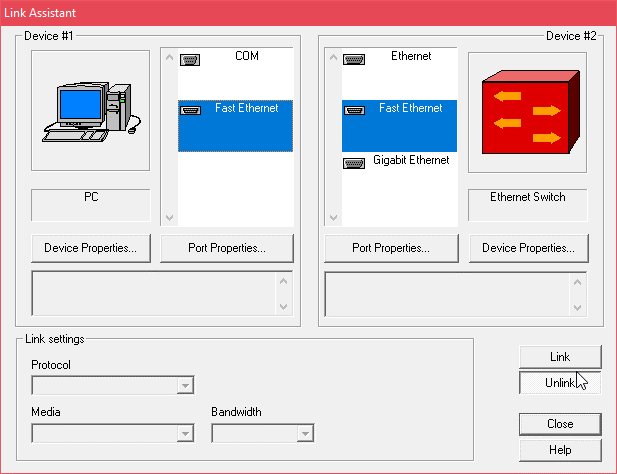 Link Assistant
Device #1
Device #2
COM
Fast Ethernet
Ethernet
Fast Ethernet
Gigabit Ethernet
PC
Ethernet Switch
Device Properties...
Port Properties...
Port Properties...
Device Properties...
Link settings
Protocol
Media
Bandwidth
Link
Unlink
Close
Help